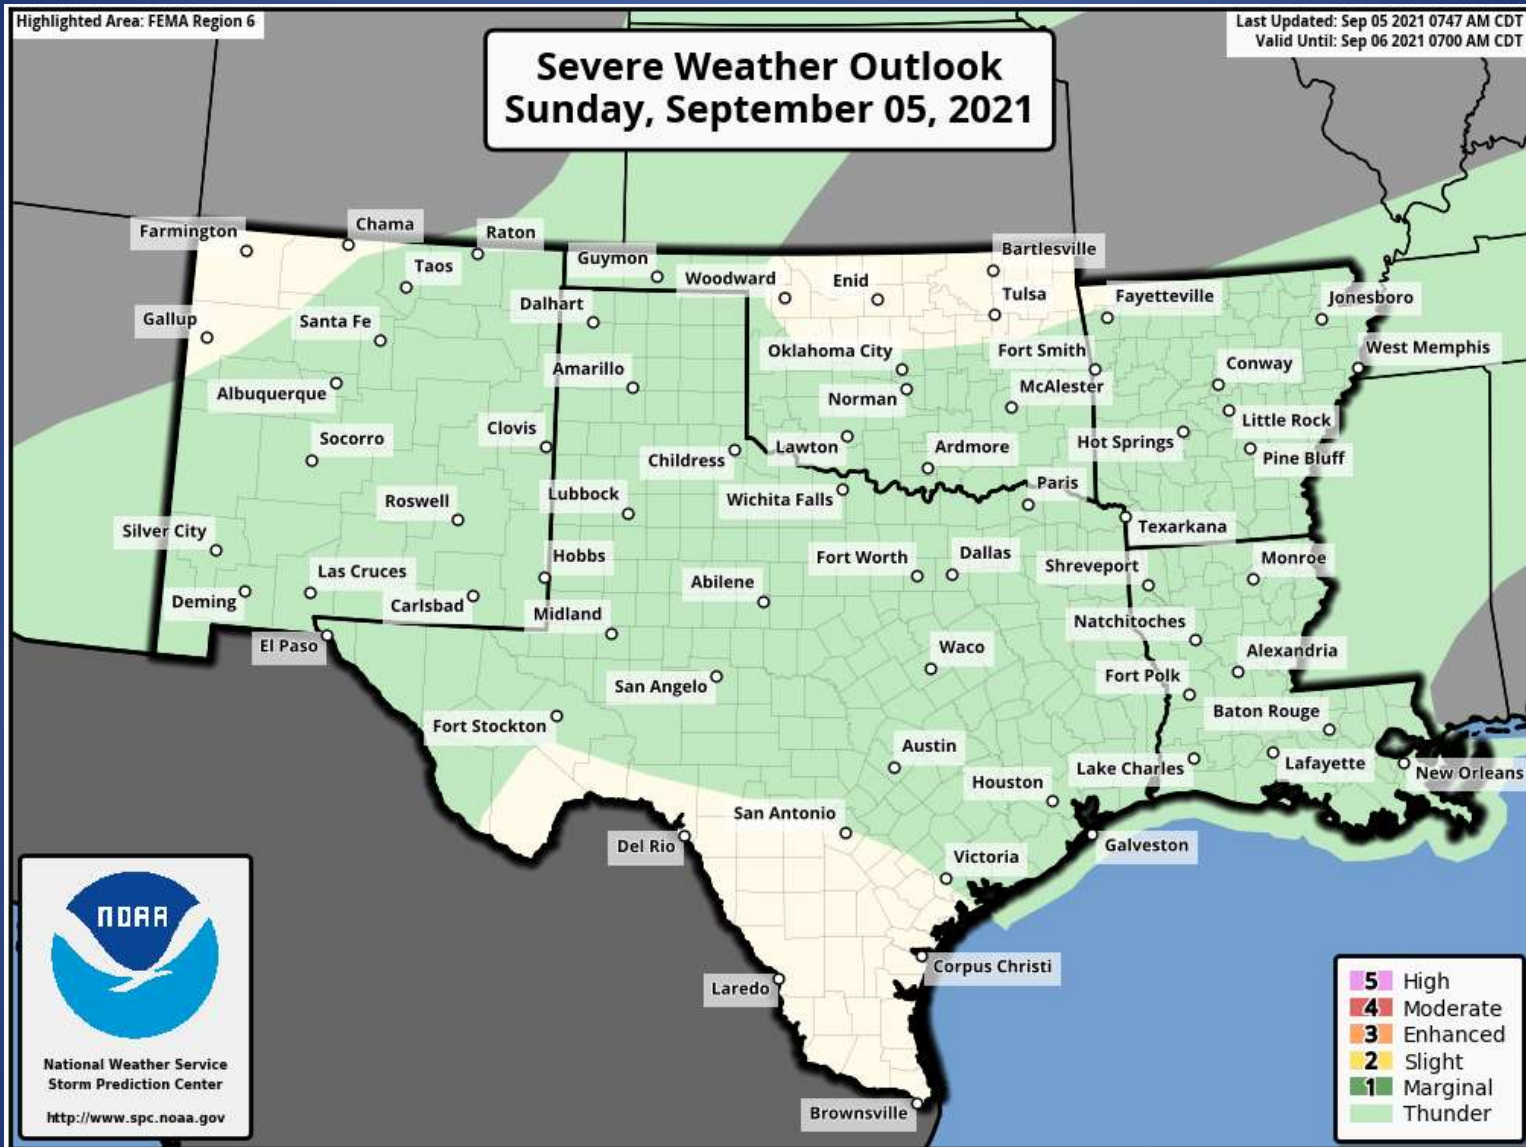 Highlighted Area: FEMA Region 6
Last Updated: Sep 05 2021 0747 AM CDT
Valid Until: Sep 06 2021 0700 AM CDT
Severe Weather Outlook
Sunday, September 05, 2021
Farmington
Chama
Raton
Taos
Guymon
Woodward
Enid
Bartlesville
Tulsa
Fayetteville
Jonesboro
Gallup
Santa Fe
Dalhart
Oklahoma City
Fort Smith
Conway
West Memphis
Albuquerque
Amarillo
Norman
McAlester
Little Rock
Socorro
Clovis
Childress
Lawton
Ardmore
Hot Springs
Pine Bluff
Roswell
Lubbock
Wichita Falls
Paris
Texarkana
Silver City
Las Cruces
Hobbs
Abilene
Fort Worth
Dallas
Shreveport
Monroe
Deming
Carlsbad
Midland
Natchitoches
El Paso
San Angelo
Waco
Alexandria
Fort Polk
Fort Stockton
Austin
Baton Rouge
Houston
Lake Charles
Lafayette
New Orleans
San Antonio
Del Rio
Victoria
Galveston
Laredo
Corpus Christi
Brownsville
NOAA
National Weather Service
Storm Prediction Center
http://www.spc.noaa.gov
5 High
4 Moderate
3 Enhanced
2 Slight
1 Marginal
Thunder